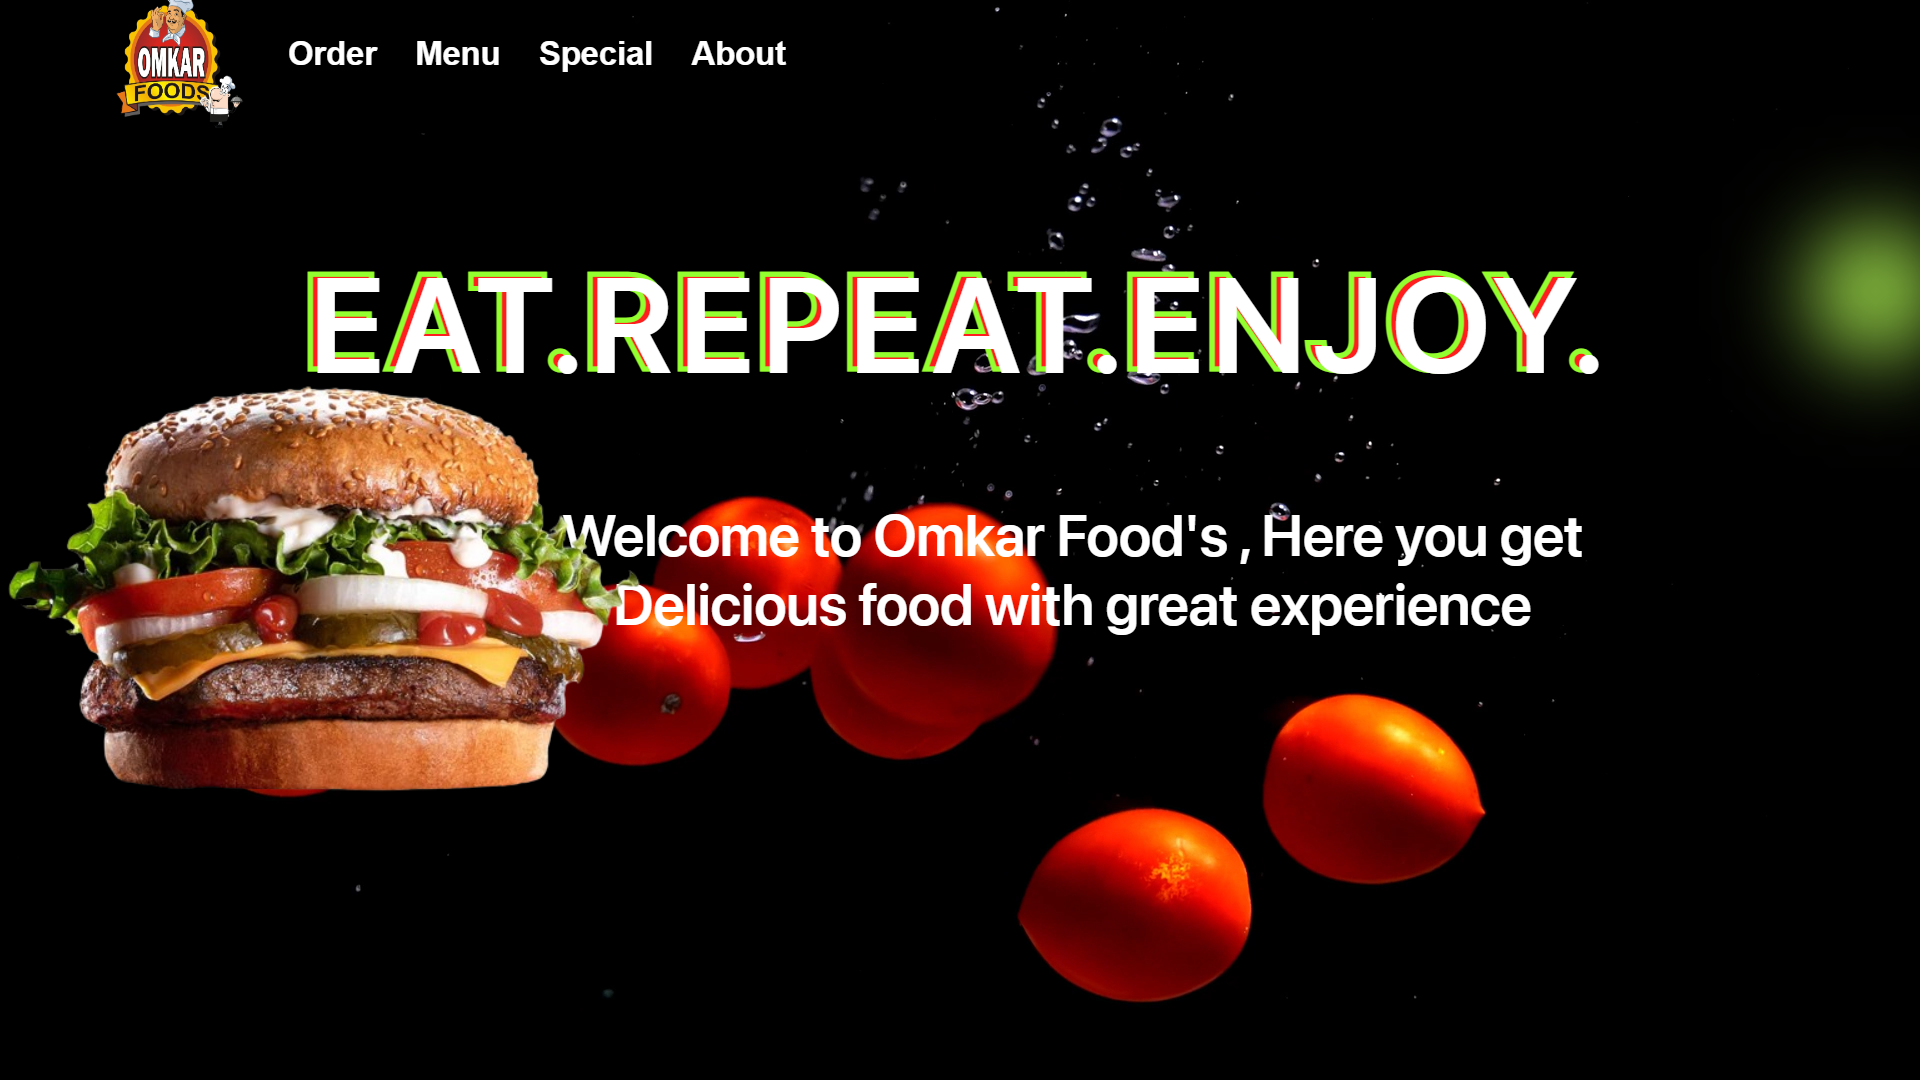 OMKAR
FOODS
Order Menu Special About
EAT.REPEAT.ENJOY.
Welcome to Omkar Food's , Here you get
Delicious food with great experience